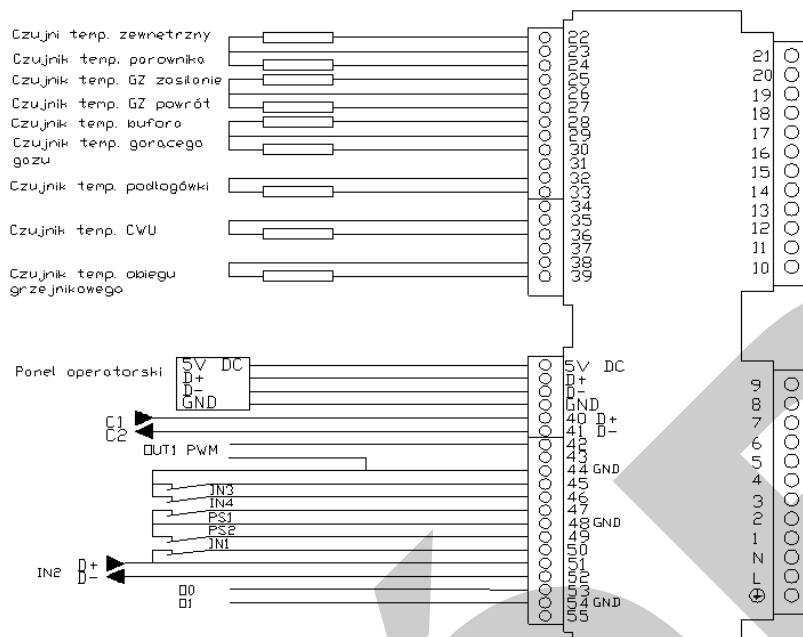 Czujni temp. zewnętrzny
Czujnik temp. parownika
Czujnik temp. GZ zasilanie
Czujnik temp. GZ powrót
Czujnik temp. bufora
Czujnik temp. gorącego
gazu
Czujnik temp. podłogówki
Czujnik temp. CWU
Czujnik temp. obiegu
grzejnikowego
22
23
24
25
26
27
28
29
30
31
32
33
34
35
36
37
38
39
21
20
19
18
17
16
15
14
13
12
11
10
Panel operatorski
5V DC
D+
D-
GND
C1
C2
OUT1 PWM
IN3
IN4
PS1
PS2
IN1
IN2
D+
D-
O0
O1
5V DC
D+
D-
GND
40 D+
41 D-
42
43
44 GND
45
46
47
48 GND
49
50
51
52
53
54 GND
55
9
8
7
6
5
4
3
2
1
N
L